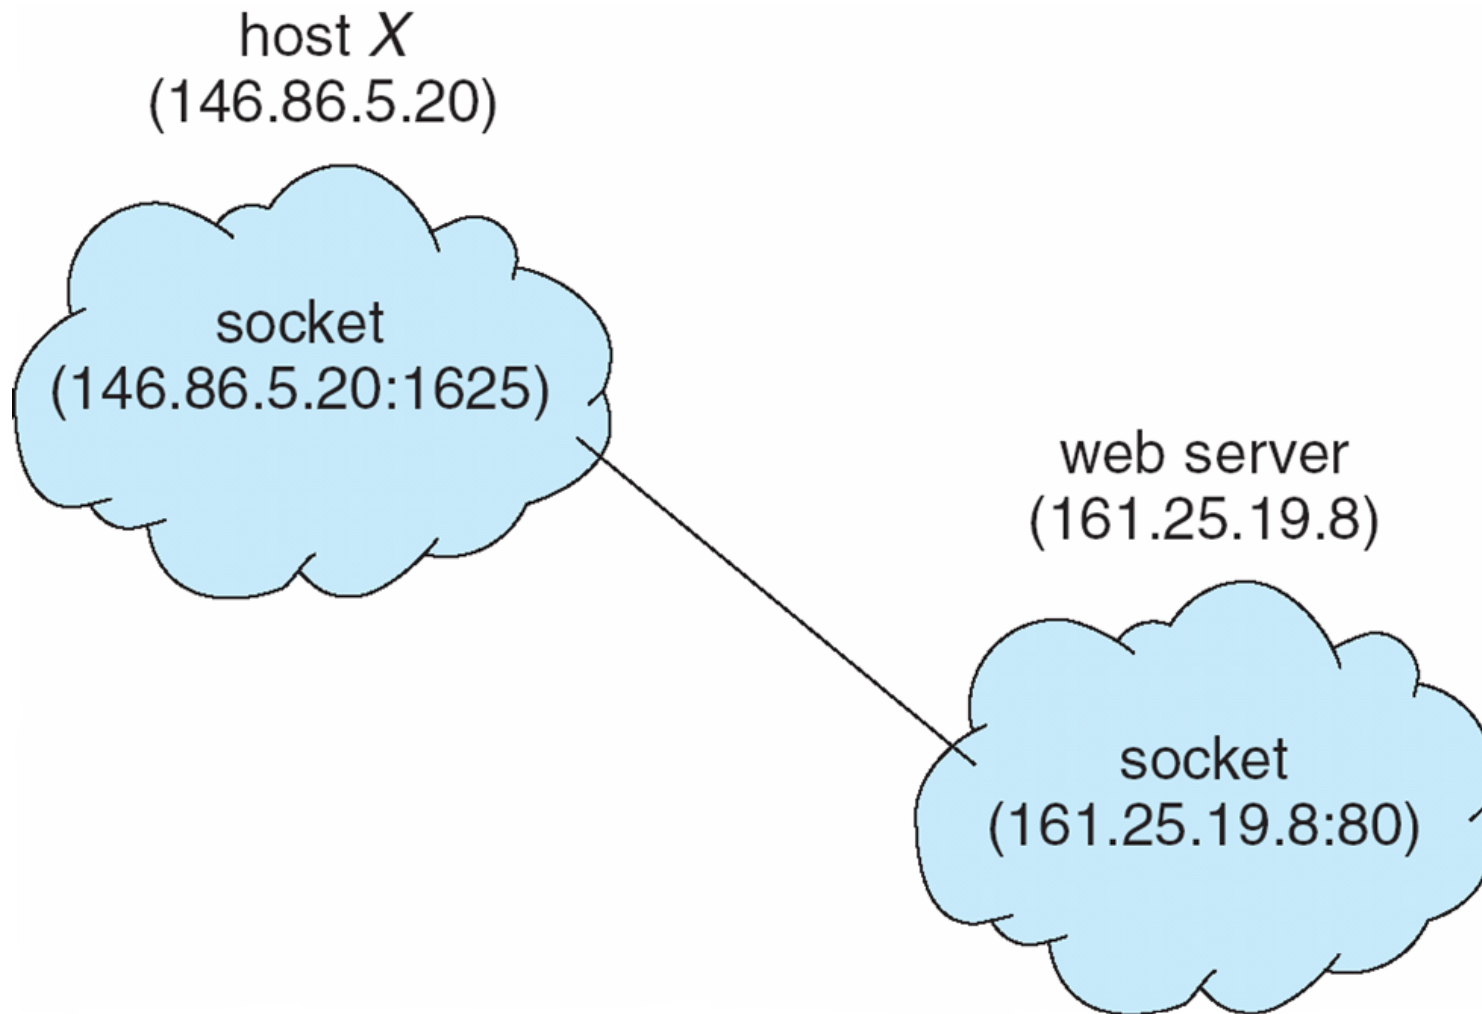 host X
(146.86.5.20)
socket
(146.86.5.20:1625)
web server
(161.25.19.8)
socket
(161.25.19.8:80)